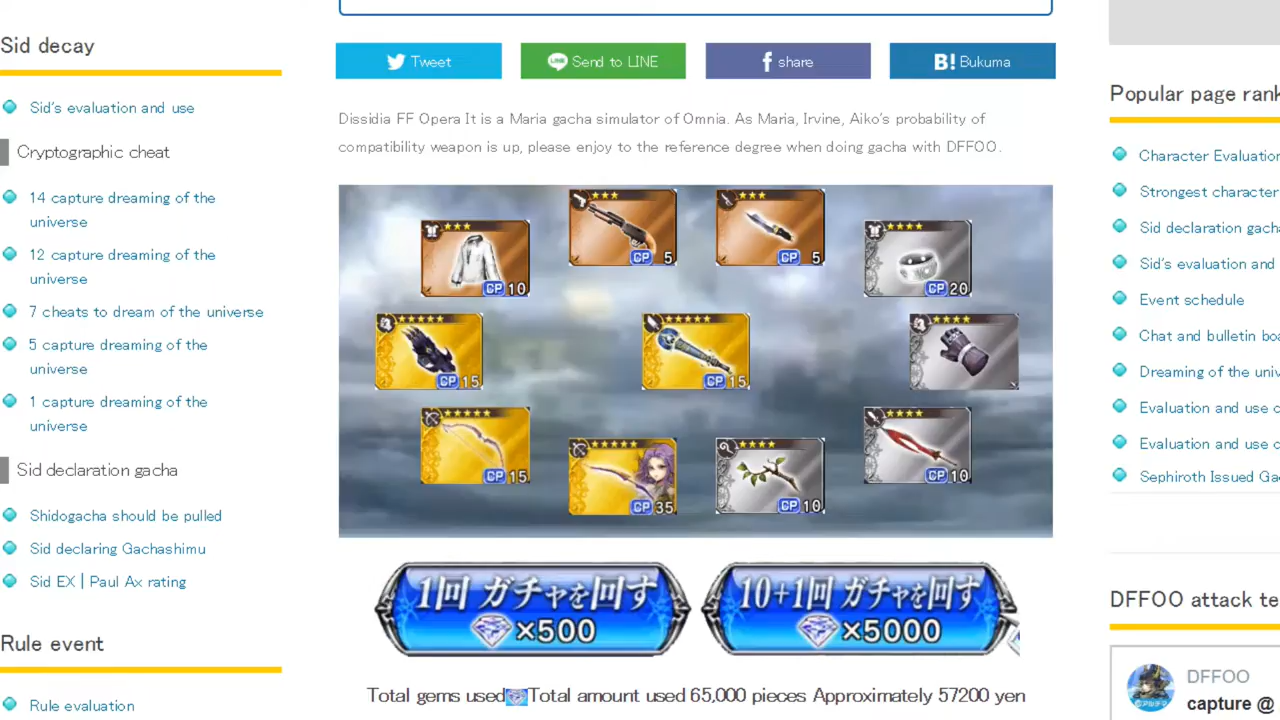 Sid decay
Sid's evaluation and use
Cryptographic cheat
14 capture dreaming of the
universe
12 capture dreaming of the
universe
7 cheats to dream of the universe
5 capture dreaming of the
universe
1 capture dreaming of the
universe
Sid declaration gacha
Shidogacha should be pulled
Sid declaring Gachashimu
Sid EX | Paul Ax rating
Rule event
Rule evaluation
Tweet
LINE Send to LINE
f share
B! Bukuma
Dissidia FF Opera It is a Maria gacha simulator of Omnia. As Maria, Irvine, Aiko's probability of
compatibility weapon is up, please enjoy to the reference degree when doing gacha with DFFOO.
CP 10
CP 5
CP 5
CP 20
CP 15
CP 15
CP 15
CP 35
CP 10
CP 10
1回 ガチャを回す
×500
10+1回 ガチャを回す
×5000
Total gems used Total amount used 65,000 pieces Approximately 57200 yen
Popular page rank
Character Evaluation
Strongest character
Sid declaration gacha
Sid's evaluation and
Event schedule
Chat and bulletin boa
Dreaming of the univ
Evaluation and use c
Evaluation and use c
Sephiroth Issued Ga
DFFOO attack te
DFFOO
capture @